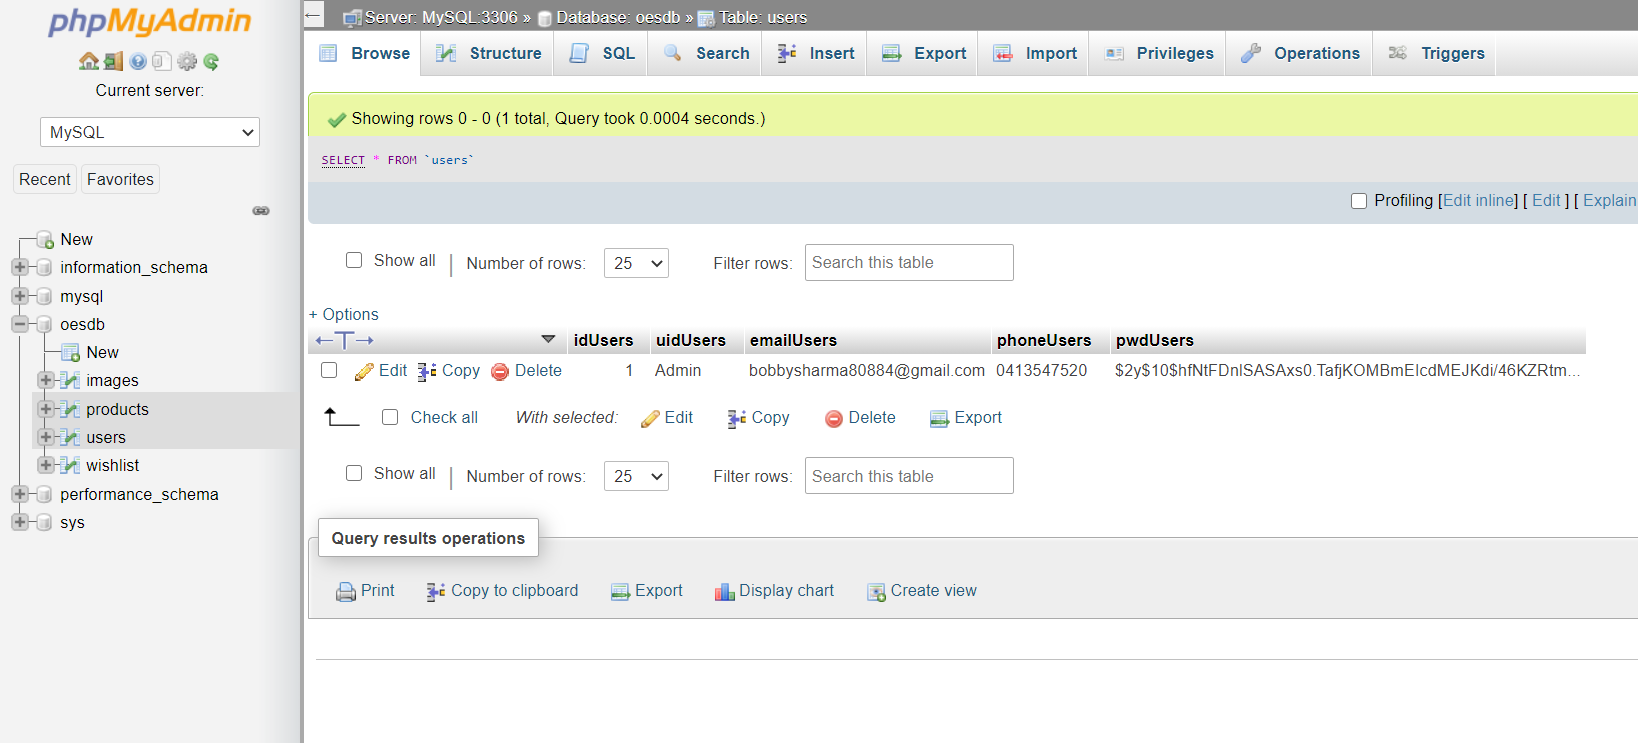 phpMyAdmin
Current server:
MySQL
Recent
Favorites
New
information_schema
mysql
oesdb
New
images
products
users
wishlist
performance_schema
sys
← Server: MySQL:3306 » Database: oesdb » Table: users
Browse Structure SQL Search Insert Export Import Privileges Operations Triggers
Showing rows 0 - 0 (1 total, Query took 0.0004 seconds.)
SELECT * FROM `users`
Profiling [Edit inline] [ Edit ] [ Explain
Show all | Number of rows: 25 Filter rows: Search this table
+ Options
←T→ idUsers uidUsers emailUsers phoneUsers pwdUsers
Edit Copy Delete 1 Admin bobbysharma80884@gmail.com 0413547520 $2y$10$hfNtFDnlSASAxs0.TafjKOMBmEIcdMEJKdi/46KZRtm...
Check all With selected: Edit Copy Delete Export
Show all | Number of rows: 25 Filter rows: Search this table
Query results operations
Print Copy to clipboard Export Display chart Create view